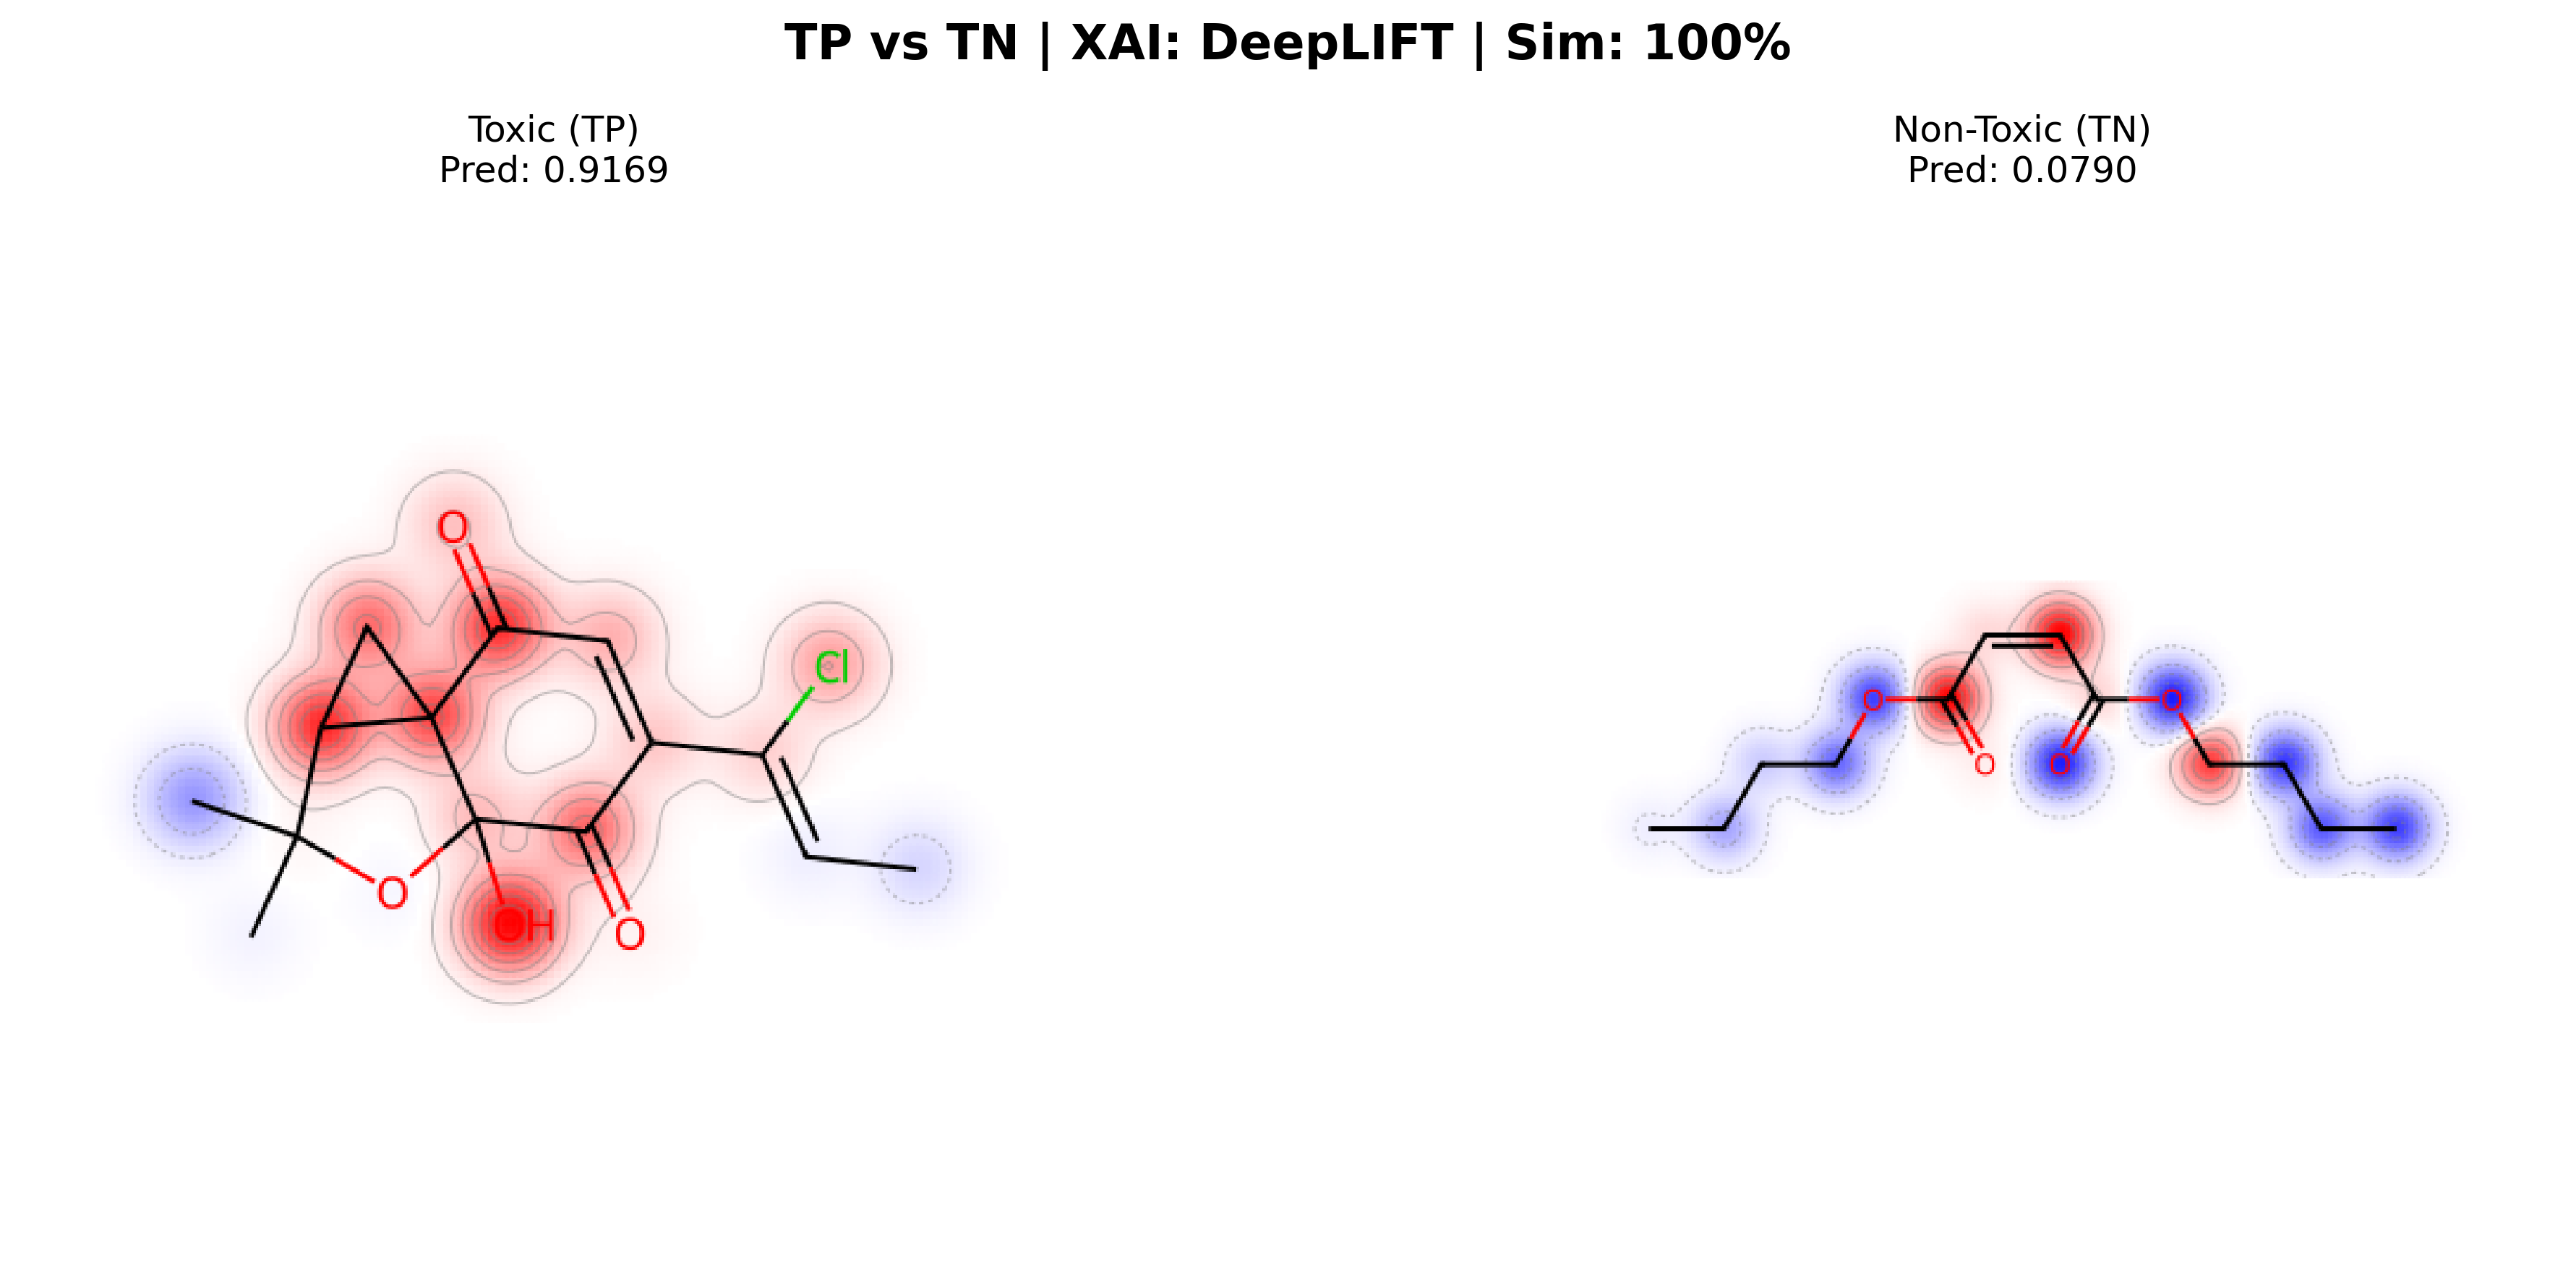 TP vs TN | XAI: DeepLIFT | Sim: 100%
Toxic (TP)
Pred: 0.9169
Non-Toxic (TN)
Pred: 0.0790
O
Cl
O
OH
O
O
O
O
O